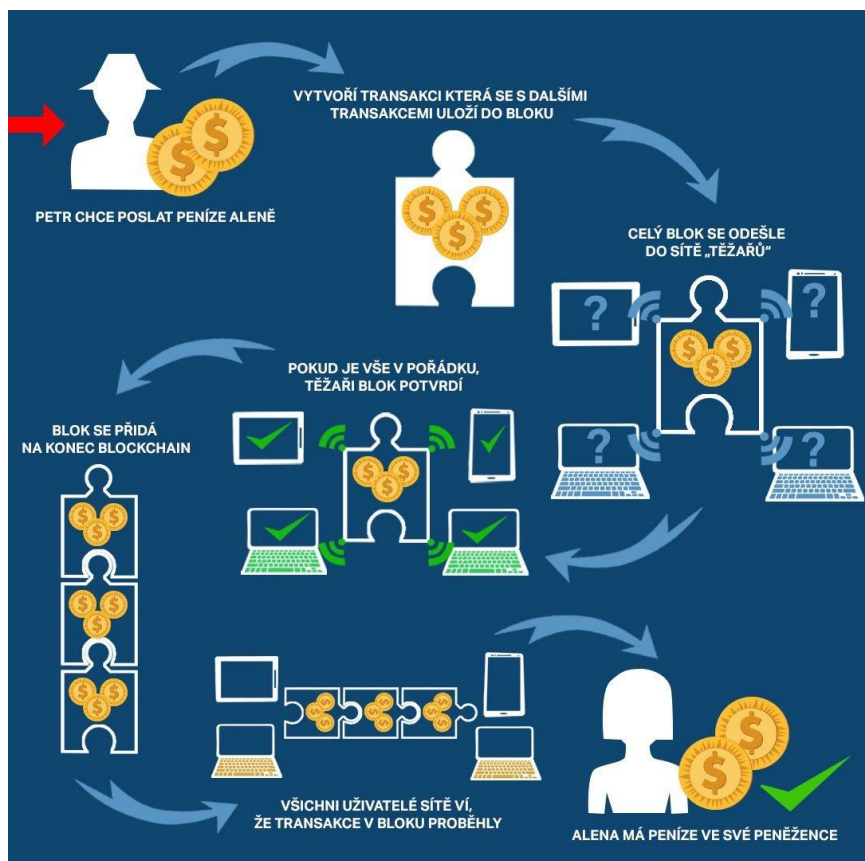 PETR CHCE POSLAT PENÍZE ALENĚ
VYTVOŘÍ TRANSAKCI KTERÁ SE S DALŠÍMI
TRANSAKCEMI ULOŽÍ DO BLOKU
CELÝ BLOK SE ODEŠLE
DO SÍTĚ „TĚŽAŘŮ“
POKUD JE VŠE V POŘÁDKU,
TĚŽAŘI BLOK POTVRDÍ
BLOK SE PŘIDÁ
NA KONEC BLOCKCHAIN
VŠICHNI UŽIVATELÉ SÍTĚ VÍ,
ŽE TRANSAKCE V BLOKU PROBĚHLY
ALENA MÁ PENÍZE VE SVÉ PENĚŽENCE